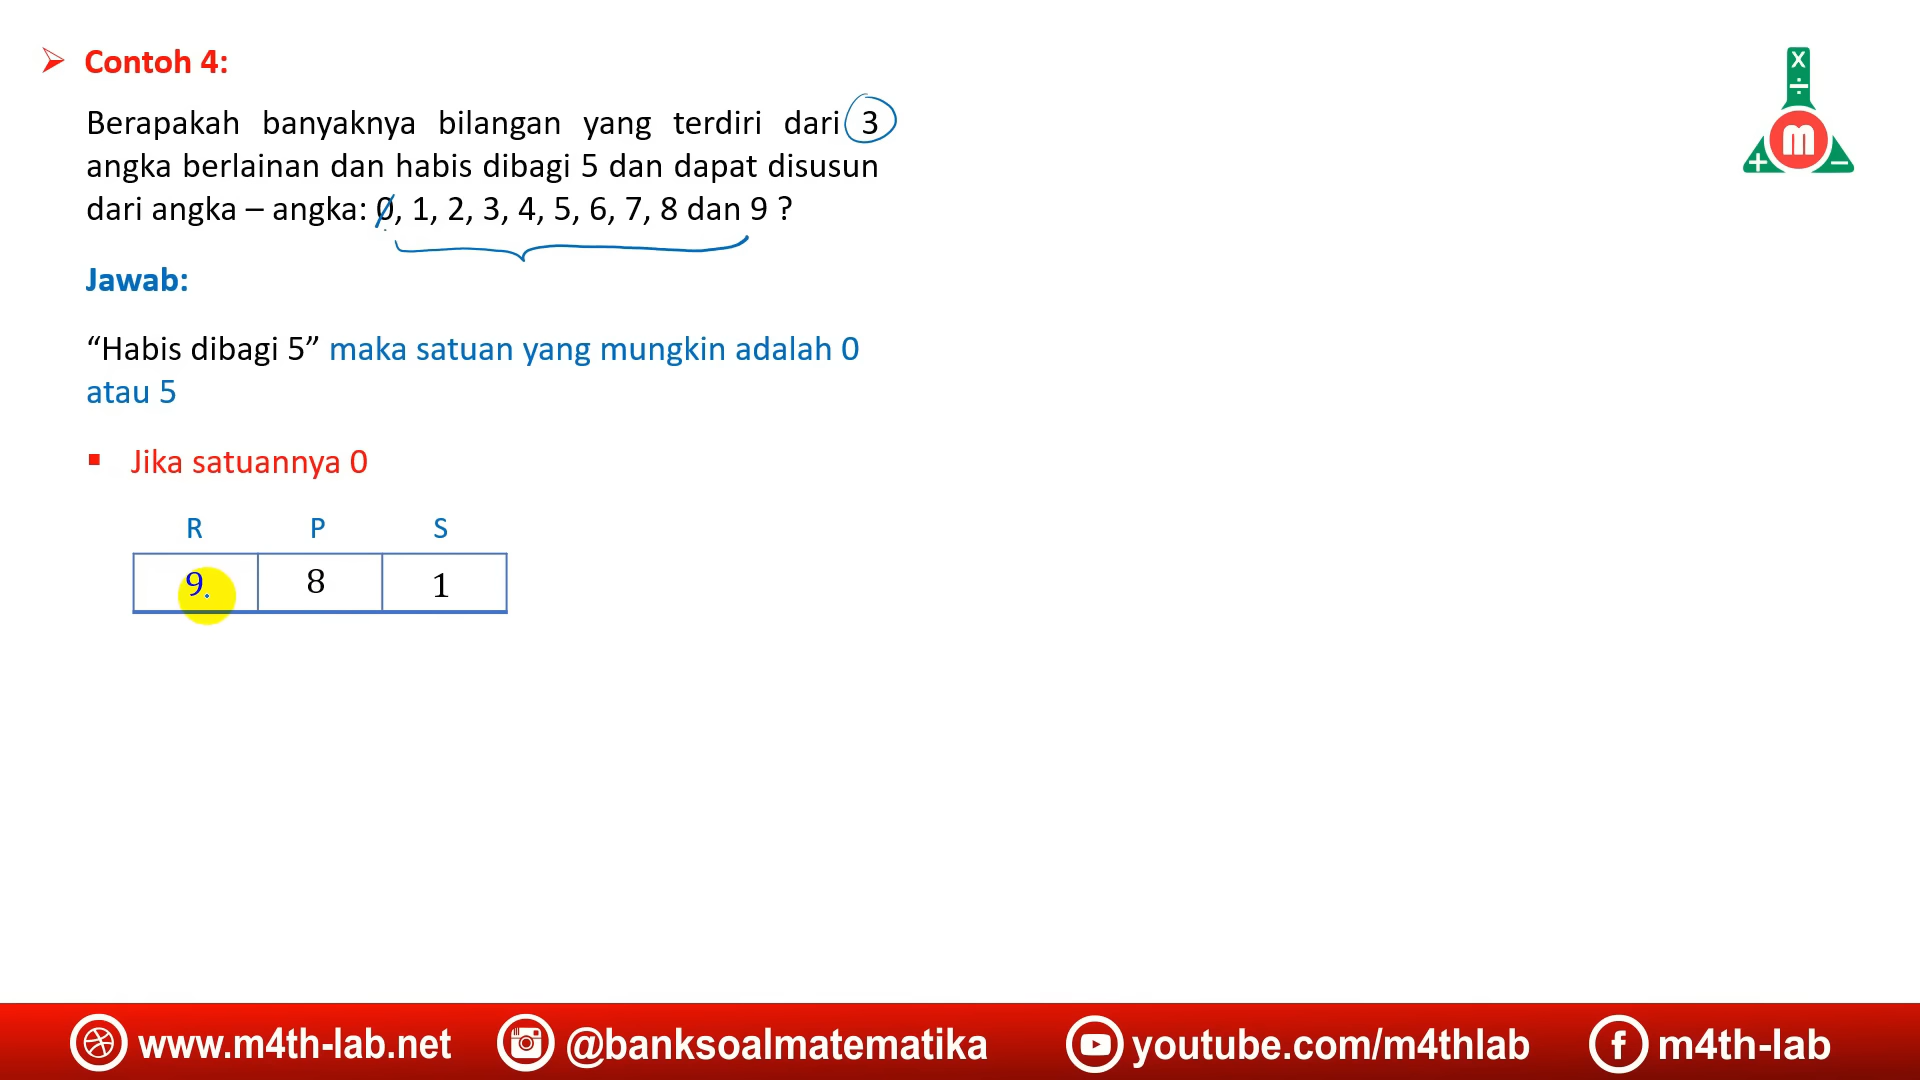 Contoh 4:
Berapakah banyaknya bilangan yang terdiri dari 3
angka berlainan dan habis dibagi 5 dan dapat disusun
dari angka – angka: 0, 1, 2, 3, 4, 5, 6, 7, 8 dan 9 ?
Jawab:
“Habis dibagi 5” maka satuan yang mungkin adalah 0
atau 5
Jika satuannya 0
R P S
9 8 1
x
÷
m
+ −
www.m4th-lab.net @banksoalmatematika youtube.com/m4thlab m4th-lab